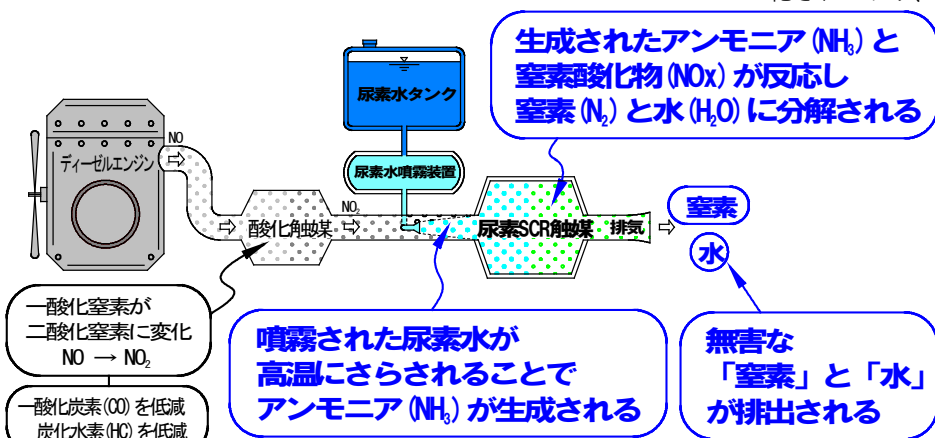 生成されたアンモニア(NH₃)と
窒素酸化物(NOx)が反応し
窒素(N₂)と水(H₂O)に分解される
尿素水タンク
NO
ディーゼルエンジン
尿素水噴霧装置
NO₂
酸化触媒
尿素SCR触媒
排気
窒素
水
一酸化窒素が
二酸化窒素に変化
NO → NO₂
噴霧された尿素水が
高温にさらされることで
アンモニア(NH₃)が生成される
無害な
「窒素」と「水」
が排出される
一酸化炭素(CO)を低減
炭化水素(HC)を低減